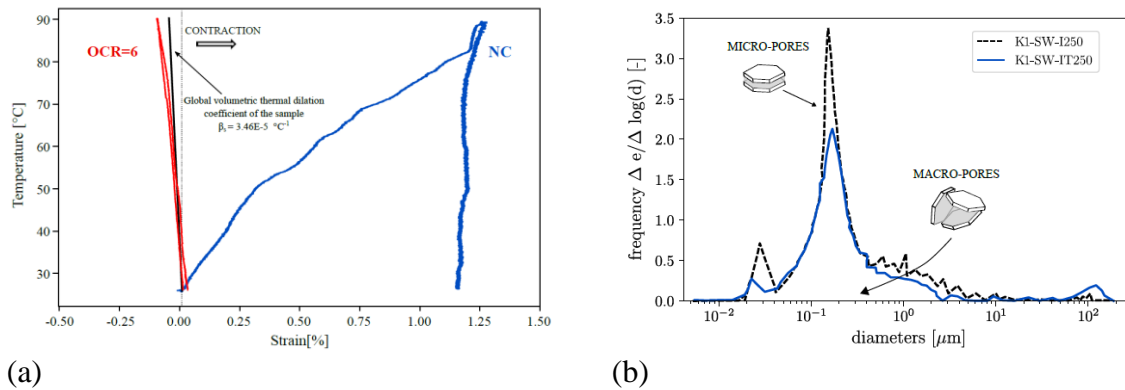 90
80
70
60
50
40
30
Temperature [°C]
OCR=6
CONTRACTION
NC
Global volumetric thermal dilation
coefficient of the sample
βs = 3.46E-5 °C-1
-0.50
-0.25
0.00
0.25
0.50
0.75
1.00
1.25
1.50
Strain[%]
(a)
3.5
3.0
2.5
2.0
1.5
1.0
0.5
0.0
frequency Δ e/Δ log(d) [-]
MICRO-PORES
K1-SW-I250
K1-SW-IT250
MACRO-PORES
10−2
10−1
100
101
102
diameters [μm]
(b)